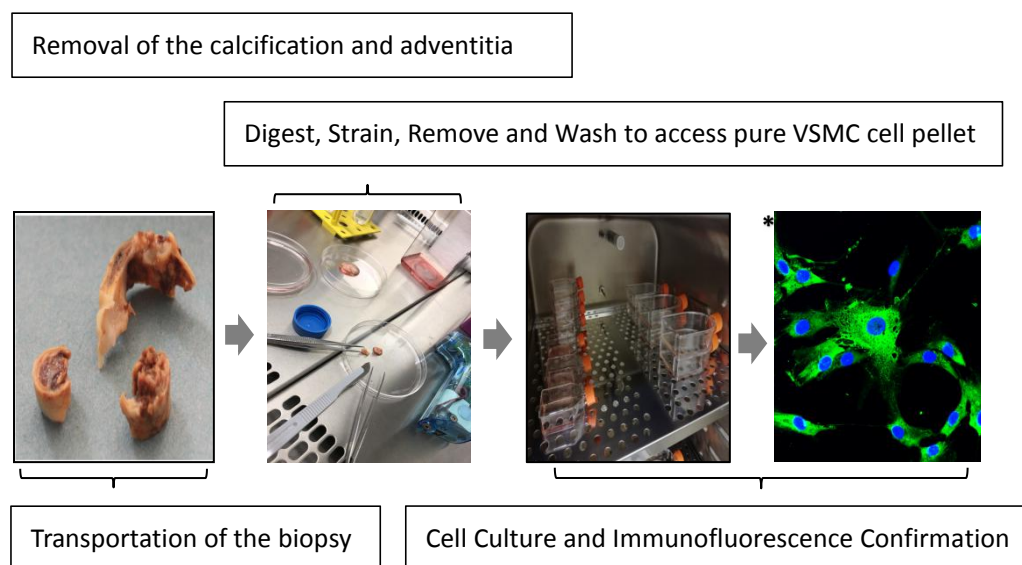 Removal of the calcification and adventitia
Digest, Strain, Remove and Wash to access pure VSMC cell pellet
*
Transportation of the biopsy
Cell Culture and Immunofluorescence Confirmation